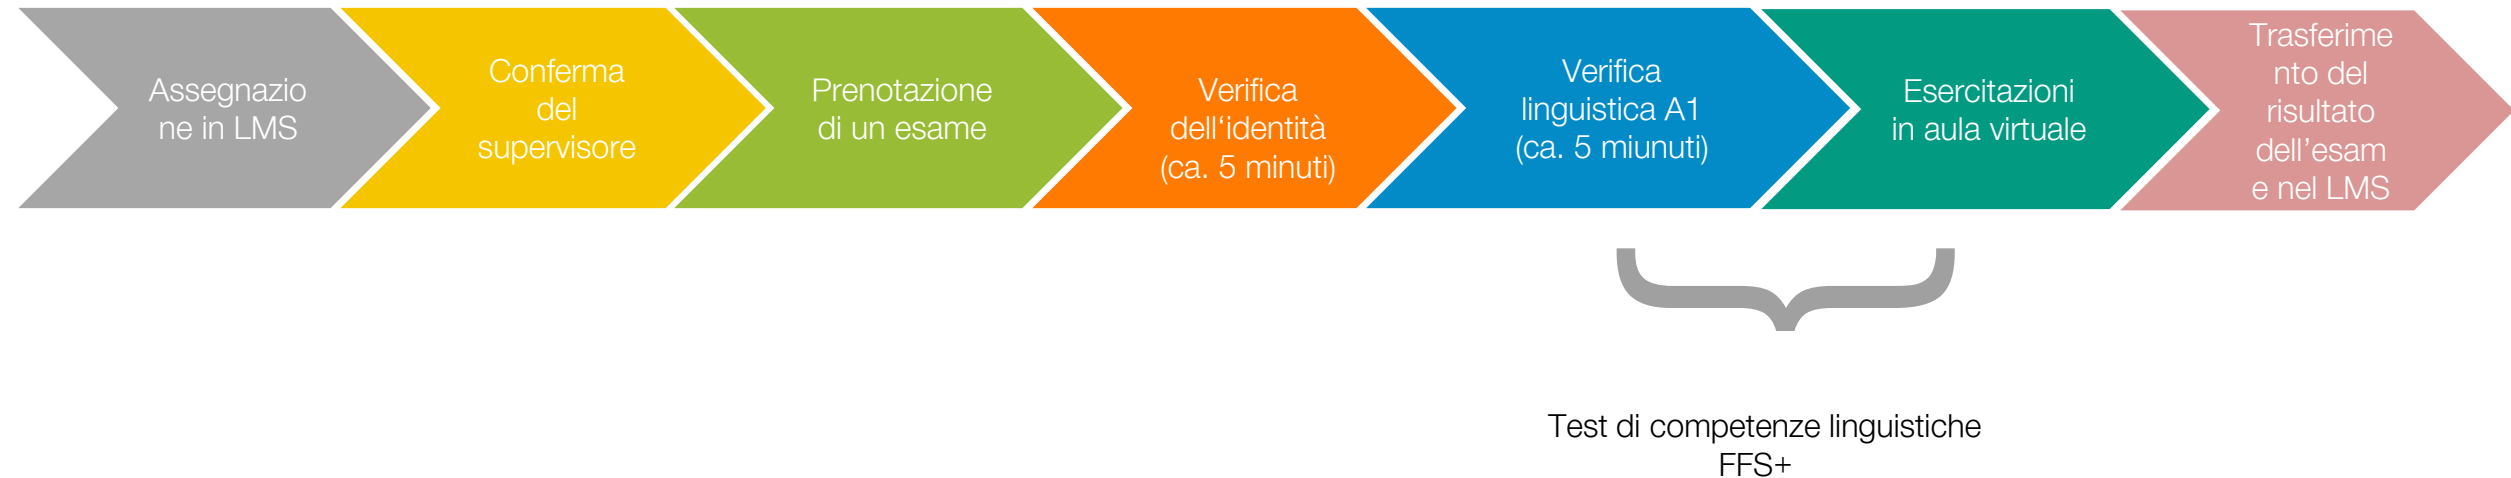 Assegnazio
ne in LMS
Conferma
del
supervisore
Prenotazione
di un esame
Verifica
dell‘identità
(ca. 5 minuti)
Verifica
linguistica A1
(ca. 5 miunuti)
Esercitazioni
in aula virtuale
Trasferime
nto del
risultato
dell’esam
e nel LMS
Test di competenze linguistiche
FFS+